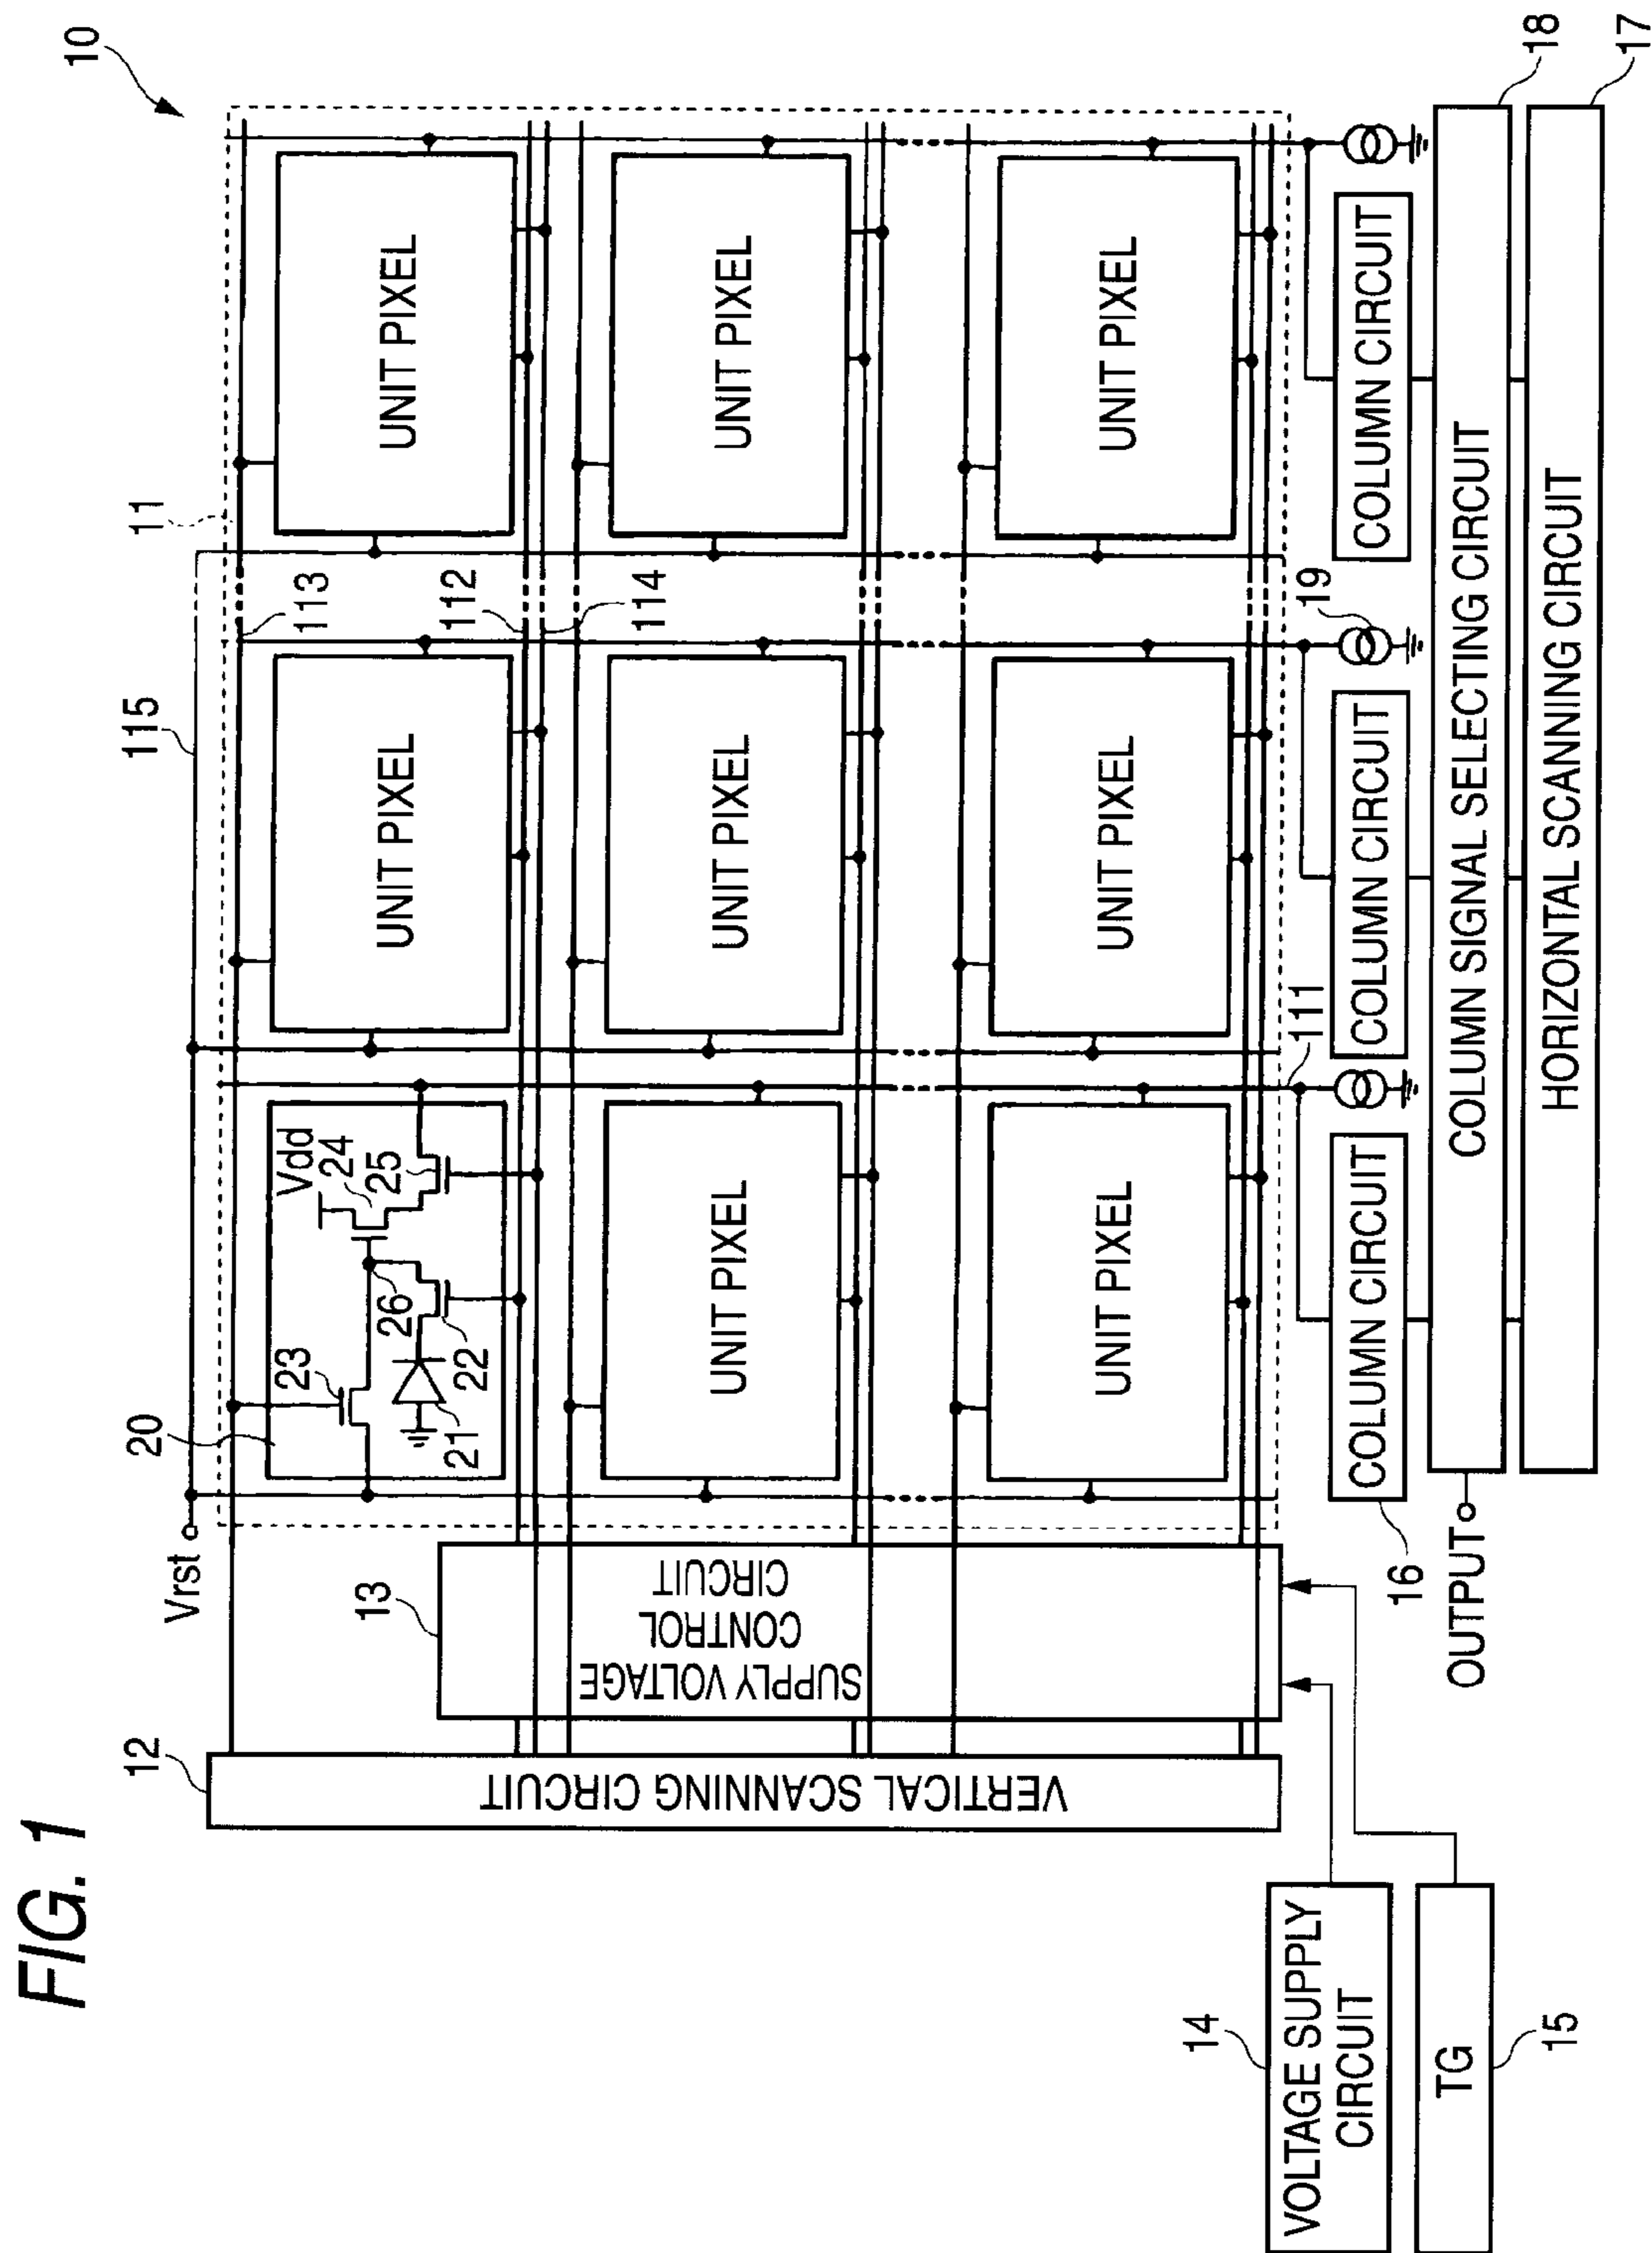 FIG. 1
10
115
11
Vrst
20
23
Vdd
24
25
26
22
21
113
112
114
UNIT PIXEL
UNIT PIXEL
12
13
VERTICAL SCANNING CIRCUIT
SUPPLY VOLTAGE
CONTROL
CIRCUIT
UNIT PIXEL
UNIT PIXEL
UNIT PIXEL
UNIT PIXEL
UNIT PIXEL
UNIT PIXEL
111
19
14
VOLTAGE SUPPLY
CIRCUIT
TG
15
16
COLUMN CIRCUIT
COLUMN CIRCUIT
COLUMN CIRCUIT
OUTPUT
COLUMN SIGNAL SELECTING CIRCUIT
18
HORIZONTAL SCANNING CIRCUIT
17